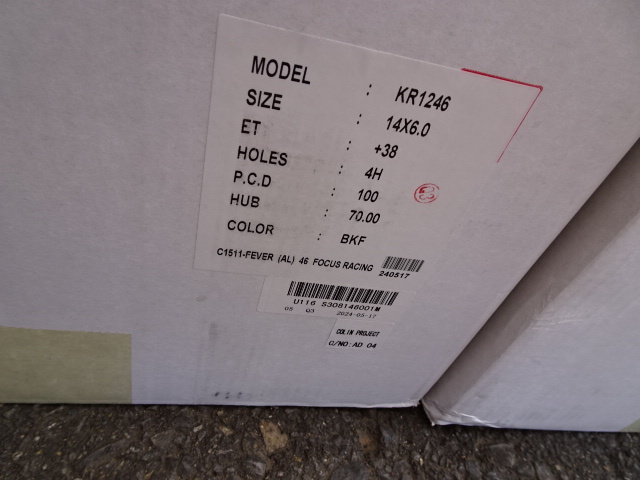 MODEL : KR1246
SIZE : 14X6.0
ET : +38
HOLES : 4H
P.C.D : 100
HUB : 70.00
COLOR : BKF
C1511-FEVER (AL) 46 FOCUS RACING
240517
U116 S308146001M
05 03 2024-05-17
COLIN PROJECT
C/NO: AD 04